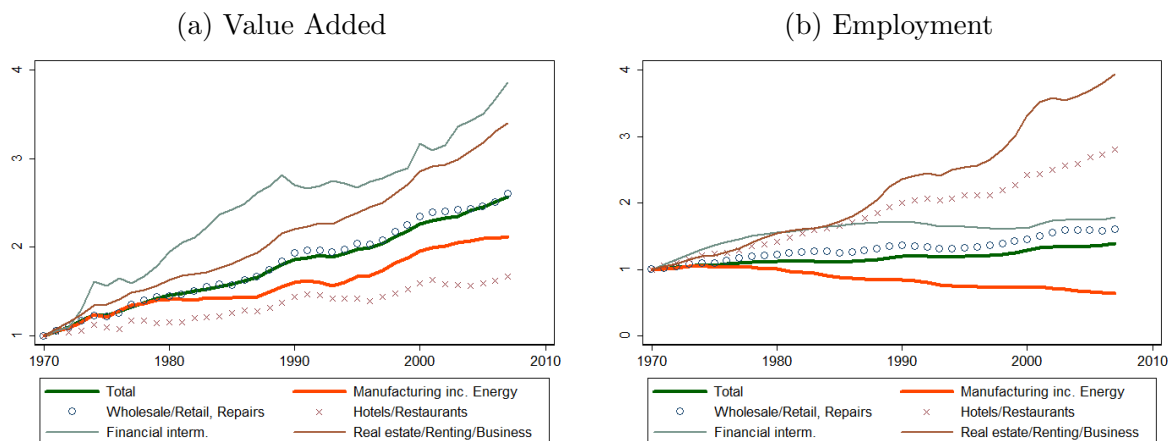 (a) Value Added
4
3
2
1
1970 1980 1990 2000 2010
Total
Manufacturing inc. Energy
Wholesale/Retail, Repairs
Hotels/Restaurants
Financial interm.
Real estate/Renting/Business
(b) Employment
4
3
2
1
0
1970 1980 1990 2000 2010
Total
Manufacturing inc. Energy
Wholesale/Retail, Repairs
Hotels/Restaurants
Financial interm.
Real estate/Renting/Business